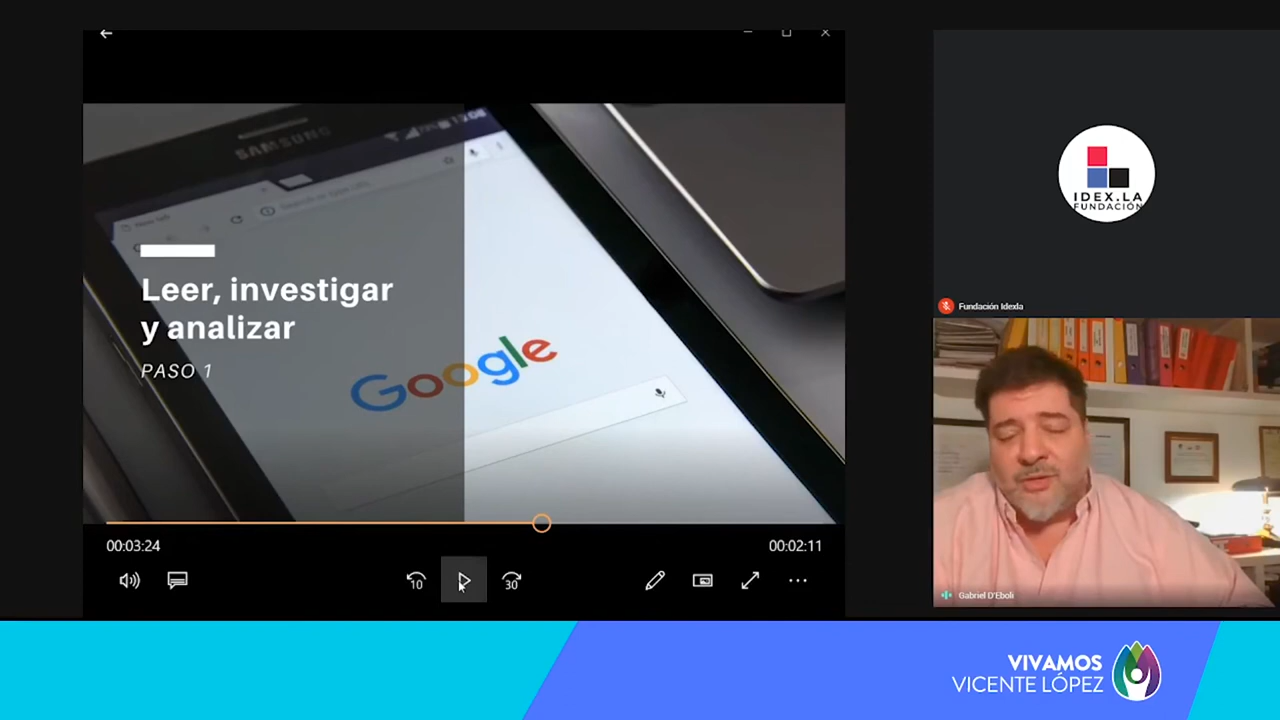 SAMSUNG
Leer, investigar
y analizar
PASO 1
Google
00:03:24
00:02:11
10
30
IDEX.LA
FUNDACIÓN
Fundación Idexla
Gabriel D'Eboli
VIVAMOS
VICENTE LÓPEZ